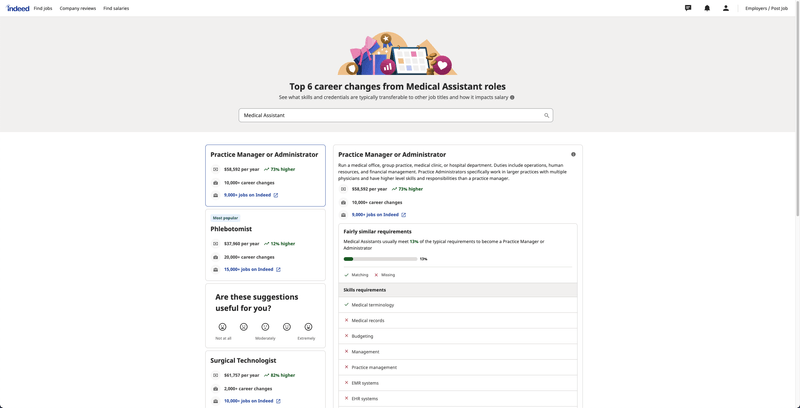 indeed Find jobs Company reviews Find salaries Employers / Post Job
Top 6 career changes from Medical Assistant roles
See what skills and credentials are typically transferable to other job titles and how it impacts salary
Medical Assistant
Practice Manager or Administrator
$58,592 per year 73% higher
10,000+ career changes
9,000+ jobs on Indeed
Most popular
Phlebotomist
$37,960 per year 12% higher
20,000+ career changes
15,000+ jobs on Indeed
Are these suggestions
useful for you?
Not at all Moderately Extremely
Surgical Technologist
$61,757 per year 82% higher
2,000+ career changes
10,000+ jobs on Indeed
Practice Manager or Administrator
Run a medical office, group practice, medical clinic, or hospital department. Duties include operations, human
resources, and financial management. Practice Administrators specifically work in larger practices with multiple
physicians and have higher level skills and responsibilities than a practice manager.
$58,592 per year 73% higher
10,000+ career changes
9,000+ jobs on Indeed
Fairly similar requirements
Medical Assistants usually meet 13% of the typical requirements to become a Practice Manager or
Administrator
13%
Matching Missing
Skills requirements
Medical terminology
Medical records
Budgeting
Management
Practice management
EMR systems
EHR systems